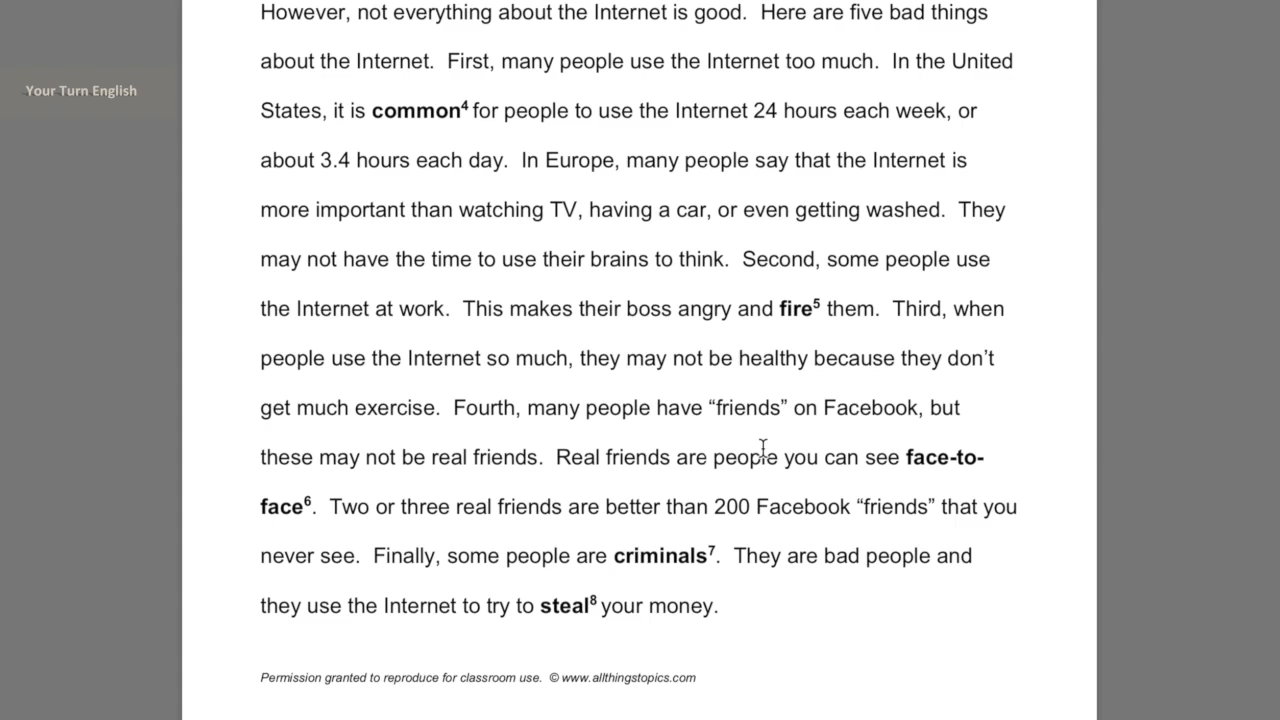 However, not everything about the Internet is good.  Here are five bad things
about the Internet.  First, many people use the Internet too much.  In the United
Your Turn English
States, it is common⁴ for people to use the Internet 24 hours each week, or
about 3.4 hours each day.  In Europe, many people say that the Internet is
more important than watching TV, having a car, or even getting washed.  They
may not have the time to use their brains to think.  Second, some people use
the Internet at work.  This makes their boss angry and fire⁵ them.  Third, when
people use the Internet so much, they may not be healthy because they don’t
get much exercise.  Fourth, many people have “friends” on Facebook, but
these may not be real friends.  Real friends are people you can see face-to-
face⁶.  Two or three real friends are better than 200 Facebook “friends” that you
never see.  Finally, some people are criminals⁷.  They are bad people and
they use the Internet to try to steal⁸ your money.
Permission granted to reproduce for classroom use.  © www.allthingstopics.com